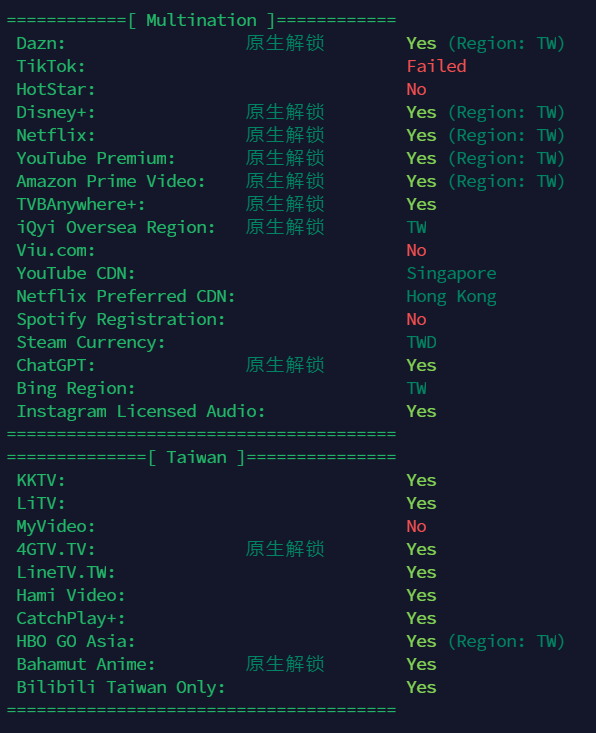 ============[ Multination ]============
Dazn: 原生解锁 Yes (Region: TW)
TikTok: Failed
HotStar: No
Disney+: 原生解锁 Yes (Region: TW)
Netflix: 原生解锁 Yes (Region: TW)
YouTube Premium: 原生解锁 Yes (Region: TW)
Amazon Prime Video: 原生解锁 Yes (Region: TW)
TVBAnywhere+: 原生解锁 Yes
iQyi Oversea Region: 原生解锁 TW
Viu.com: No
YouTube CDN: Singapore
Netflix Preferred CDN: Hong Kong
Spotify Registration: No
Steam Currency: TWD
ChatGPT: 原生解锁 Yes
Bing Region: TW
Instagram Licensed Audio: Yes
=======================================
==============[ Taiwan ]===============
KKTV: Yes
LiTV: Yes
MyVideo: No
4GTV.TV: 原生解锁 Yes
LineTV.TW: Yes
Hami Video: Yes
CatchPlay+: Yes
HBO GO Asia: Yes (Region: TW)
Bahamut Anime: 原生解锁 Yes
Bilibili Taiwan Only: Yes
=======================================